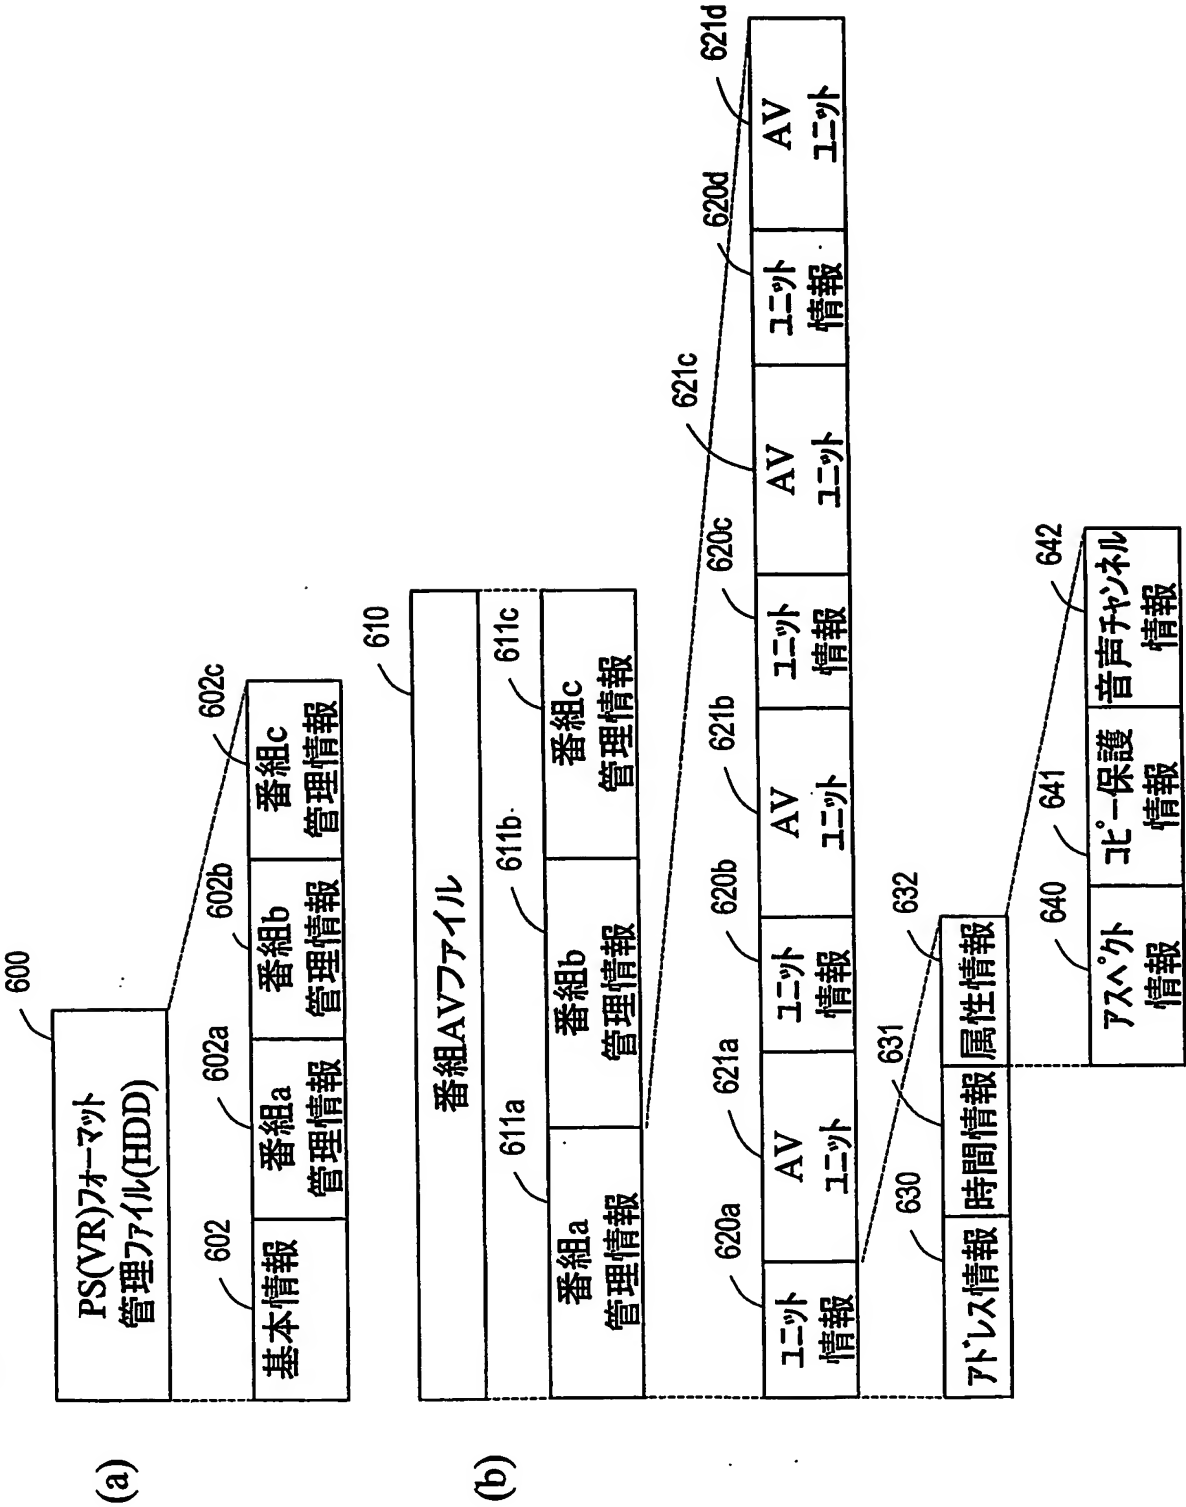 (a)
600
PS(VR)フォーマット
管理ファイル(HDD)
602
602a
602b
602c
基本情報
番組a
管理情報
番組b
管理情報
番組c
管理情報
(b)
610
番組AVファイル
611a
611b
611c
番組a
管理情報
番組b
管理情報
番組c
管理情報
620a
621a
620b
621b
620c
621c
620d
621d
ユニット
情報
AV
ユニット
ユニット
情報
AV
ユニット
ユニット
情報
AV
ユニット
ユニット
情報
AV
ユニット
630
631
632
アドレス情報
時間情報
属性情報
640
641
642
アスペクト
情報
コピー保護
情報
音声チャンネル
情報